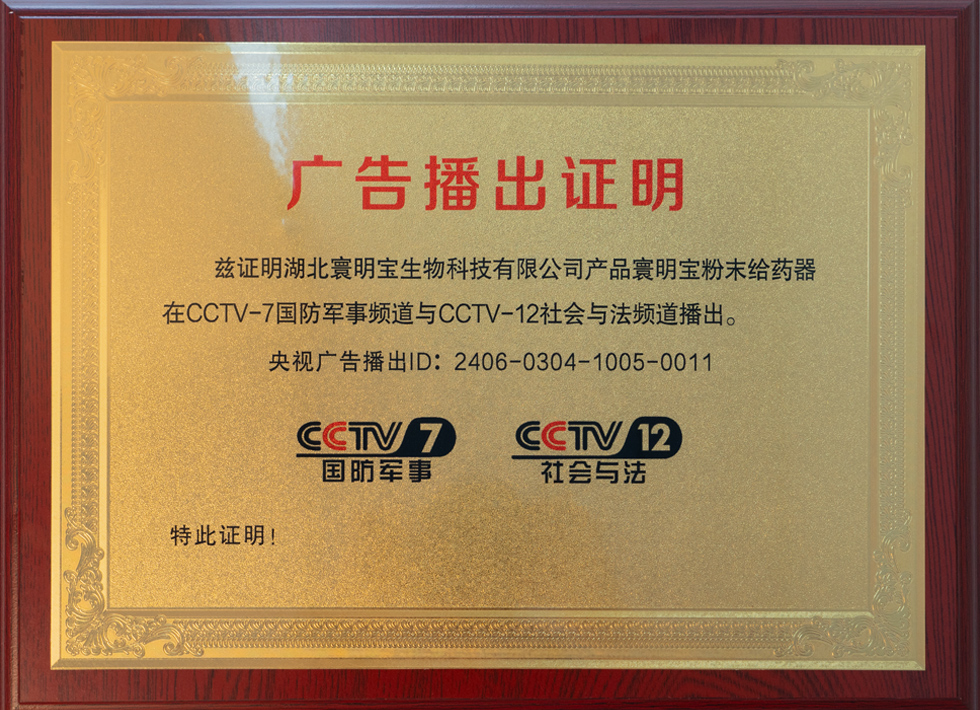 广告播出证明
兹证明湖北寰明宝生物科技有限公司产品寰明宝粉末给药器
在CCTV-7国防军事频道与CCTV-12社会与法频道播出。
央视广告播出ID：2406-0304-1005-0011
CCTV 7 CCTV 12
国防军事 社会与法
特此证明！